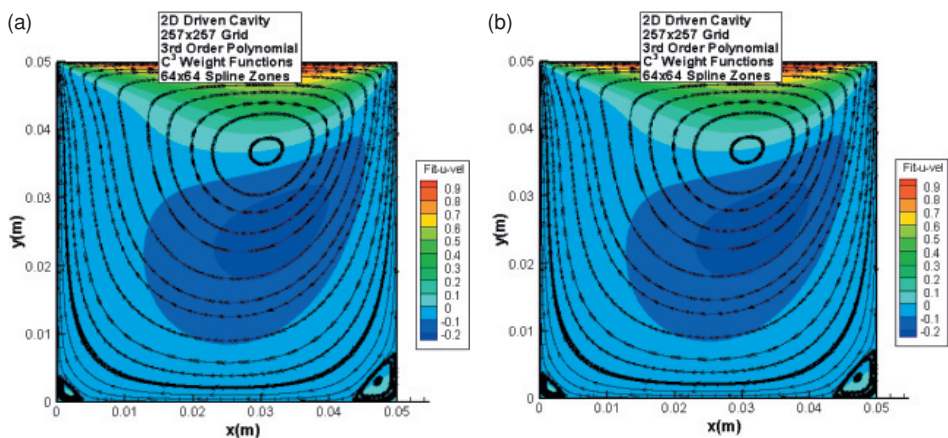 (a)
2D Driven Cavity
257x257 Grid
3rd Order Polynomial
C³ Weight Functions
64x64 Spline Zones
0.05
0.04
0.03
0.02
0.01
0
y(m)
0
0.01
0.02
0.03
0.04
0.05
x(m)
Fit-u-vel
0.9
0.8
0.7
0.6
0.5
0.4
0.3
0.2
0.1
0
-0.1
-0.2
(b)
2D Driven Cavity
257x257 Grid
3rd Order Polynomial
C³ Weight Functions
64x64 Spline Zones
0.05
0.04
0.03
0.02
0.01
0
y(m)
0
0.01
0.02
0.03
0.04
0.05
x(m)
Fit-u-vel
0.9
0.8
0.7
0.6
0.5
0.4
0.3
0.2
0.1
0
-0.1
-0.2